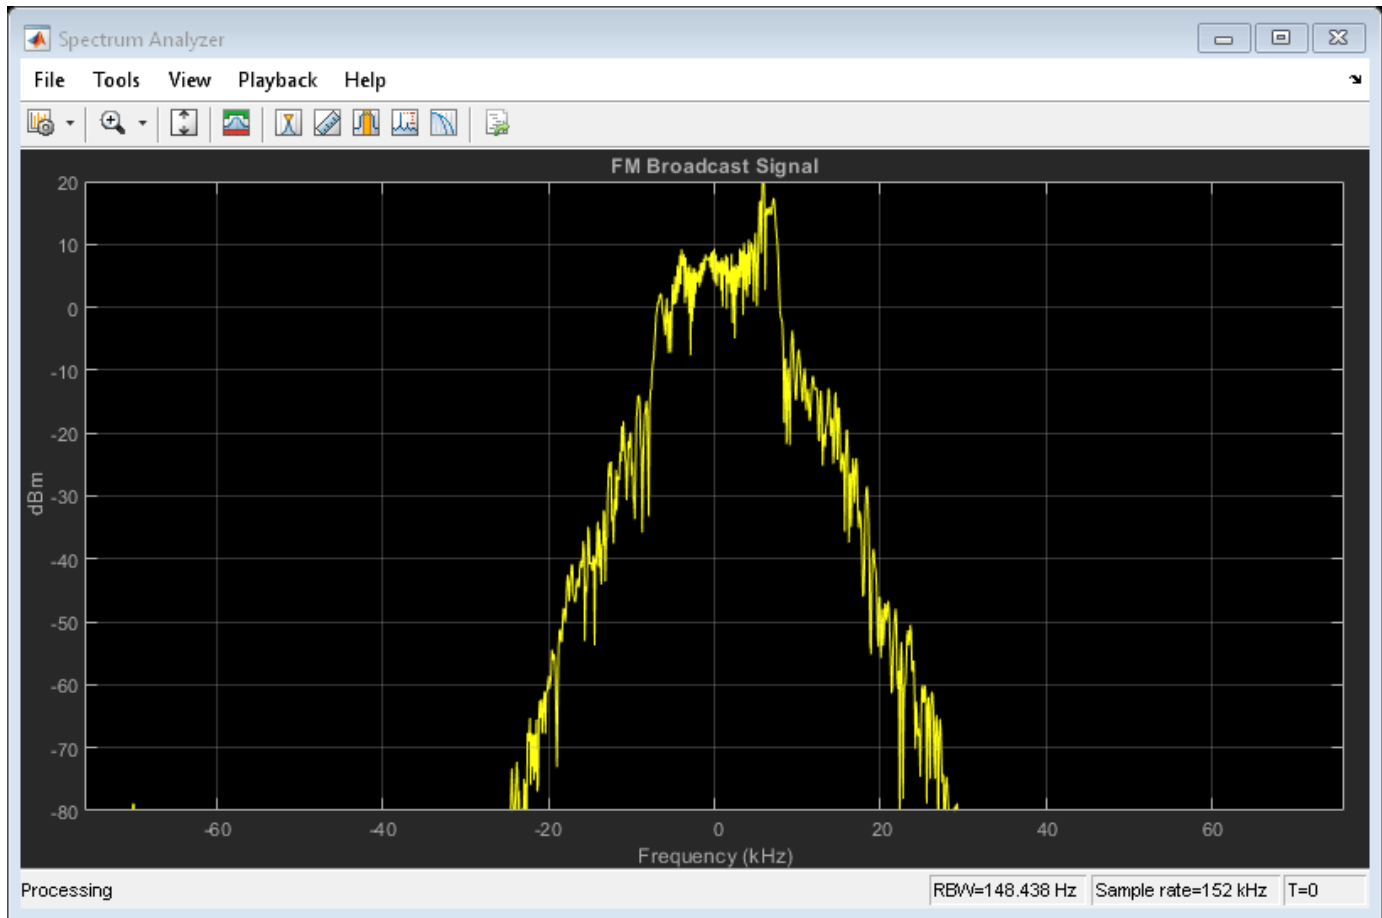 Spectrum Analyzer
File Tools View Playback Help
FM Broadcast Signal
20
10
0
-10
-20
-30
-40
-50
-60
-70
-80
dBm
-60 -40 -20 0 20 40 60
Frequency (kHz)
Processing RBW=148.438 Hz Sample rate=152 kHz T=0